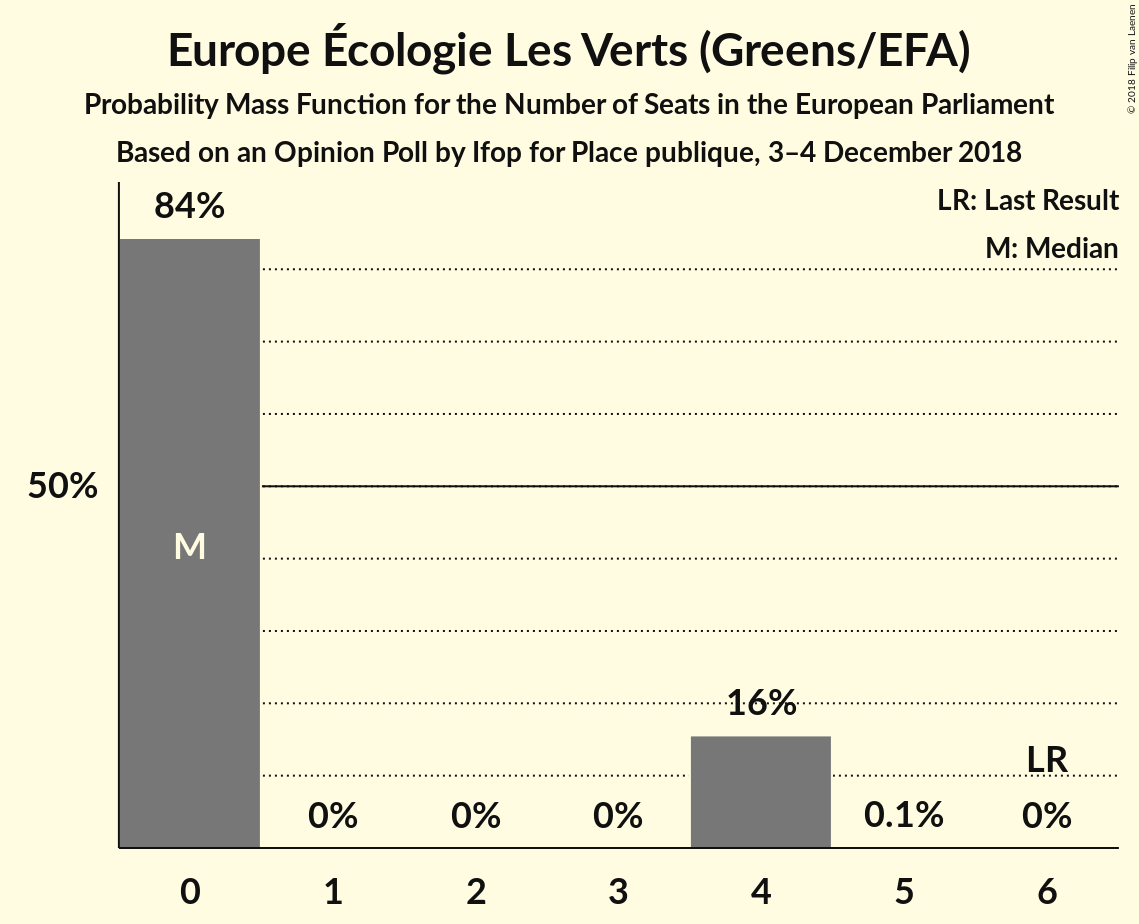 Europe Écologie Les Verts (Greens/EFA)
Probability Mass Function for the Number of Seats in the European Parliament
Based on an Opinion Poll by Ifop for Place publique, 3–4 December 2018
© 2018 Filip van Laenen
LR: Last Result
M: Median
84%
50%
M
16%
LR
0%
0%
0%
0.1%
0%
0
1
2
3
4
5
6